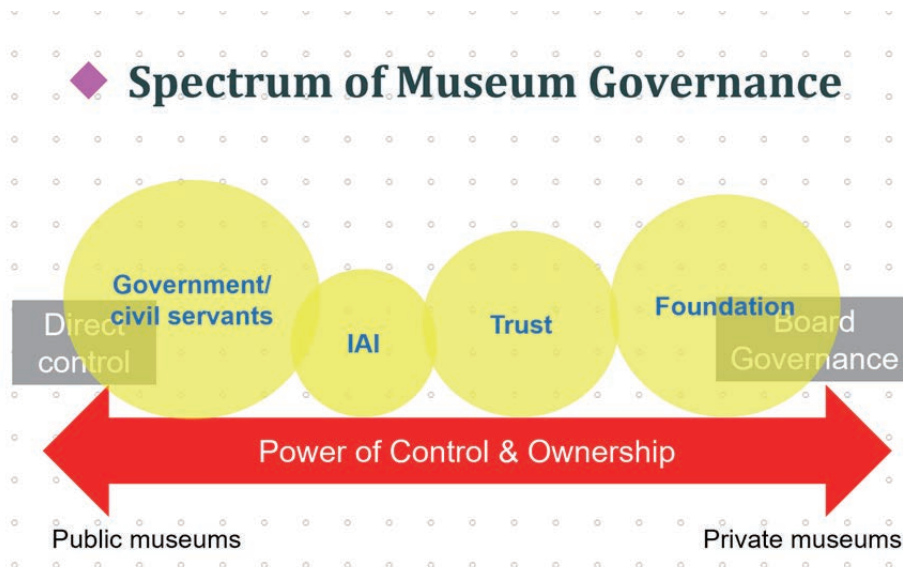 Spectrum of Museum Governance
Government/
civil servants
Direct
control
IAI
Trust
Foundation
Board
Governance
Power of Control & Ownership
Public museums
Private museums